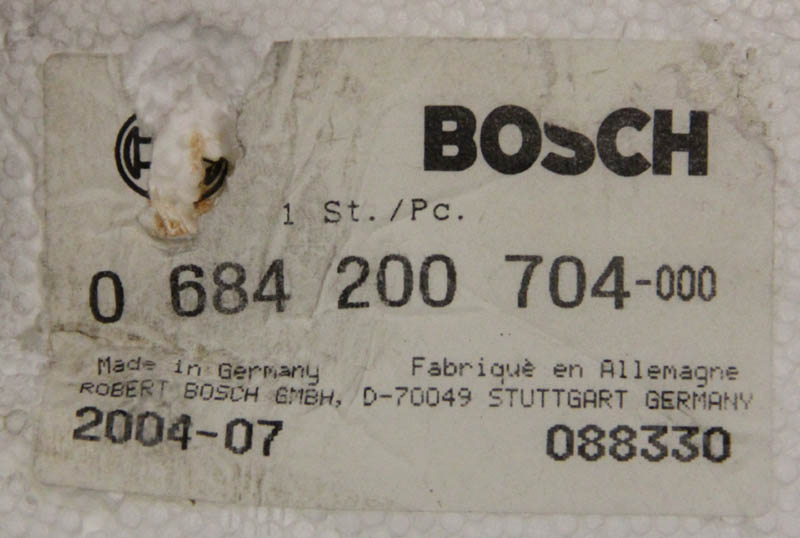 BOSCH
1 St./Pc.
0 684 200 704-000
Made in Germany Fabriquè en Allemagne
ROBERT BOSCH GMBH, D-70049 STUTTGART GERMANY
2004-07 088330